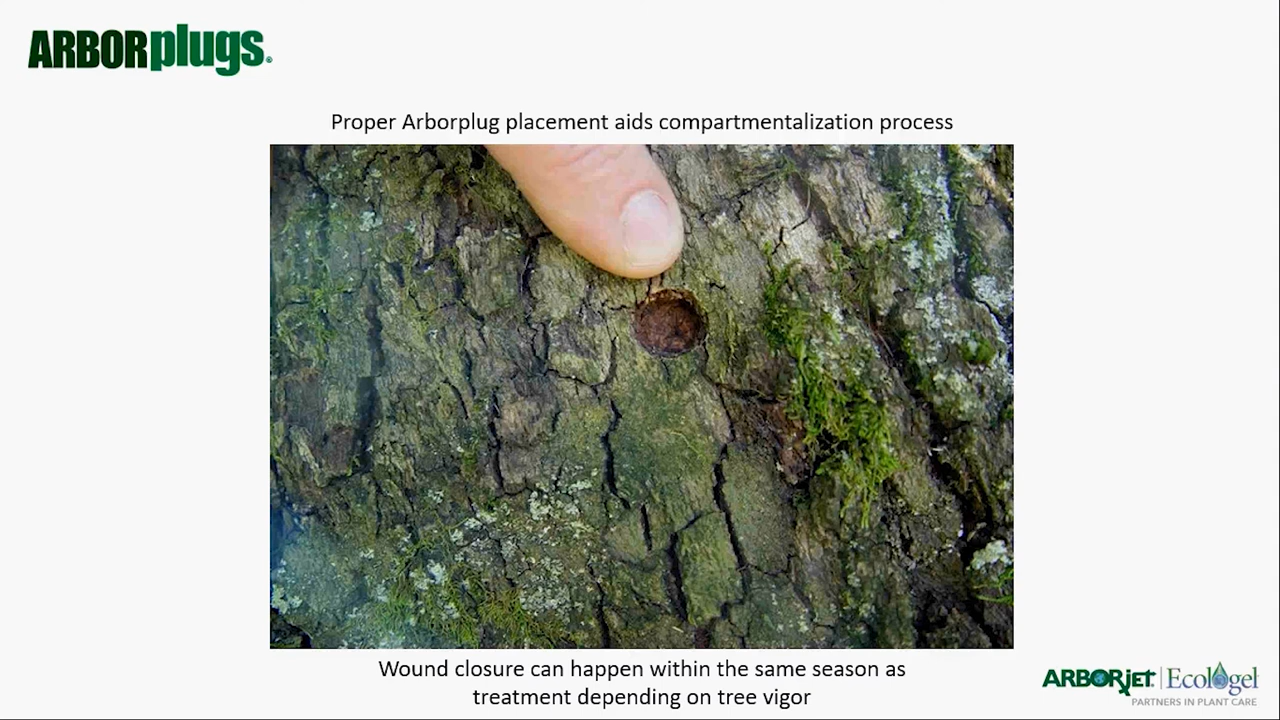 ARBORplugs®
Proper Arborplug placement aids compartmentalization process
Wound closure can happen within the same season as
treatment depending on tree vigor
ARBORjet | Ecologel
PARTNERS IN PLANT CARE